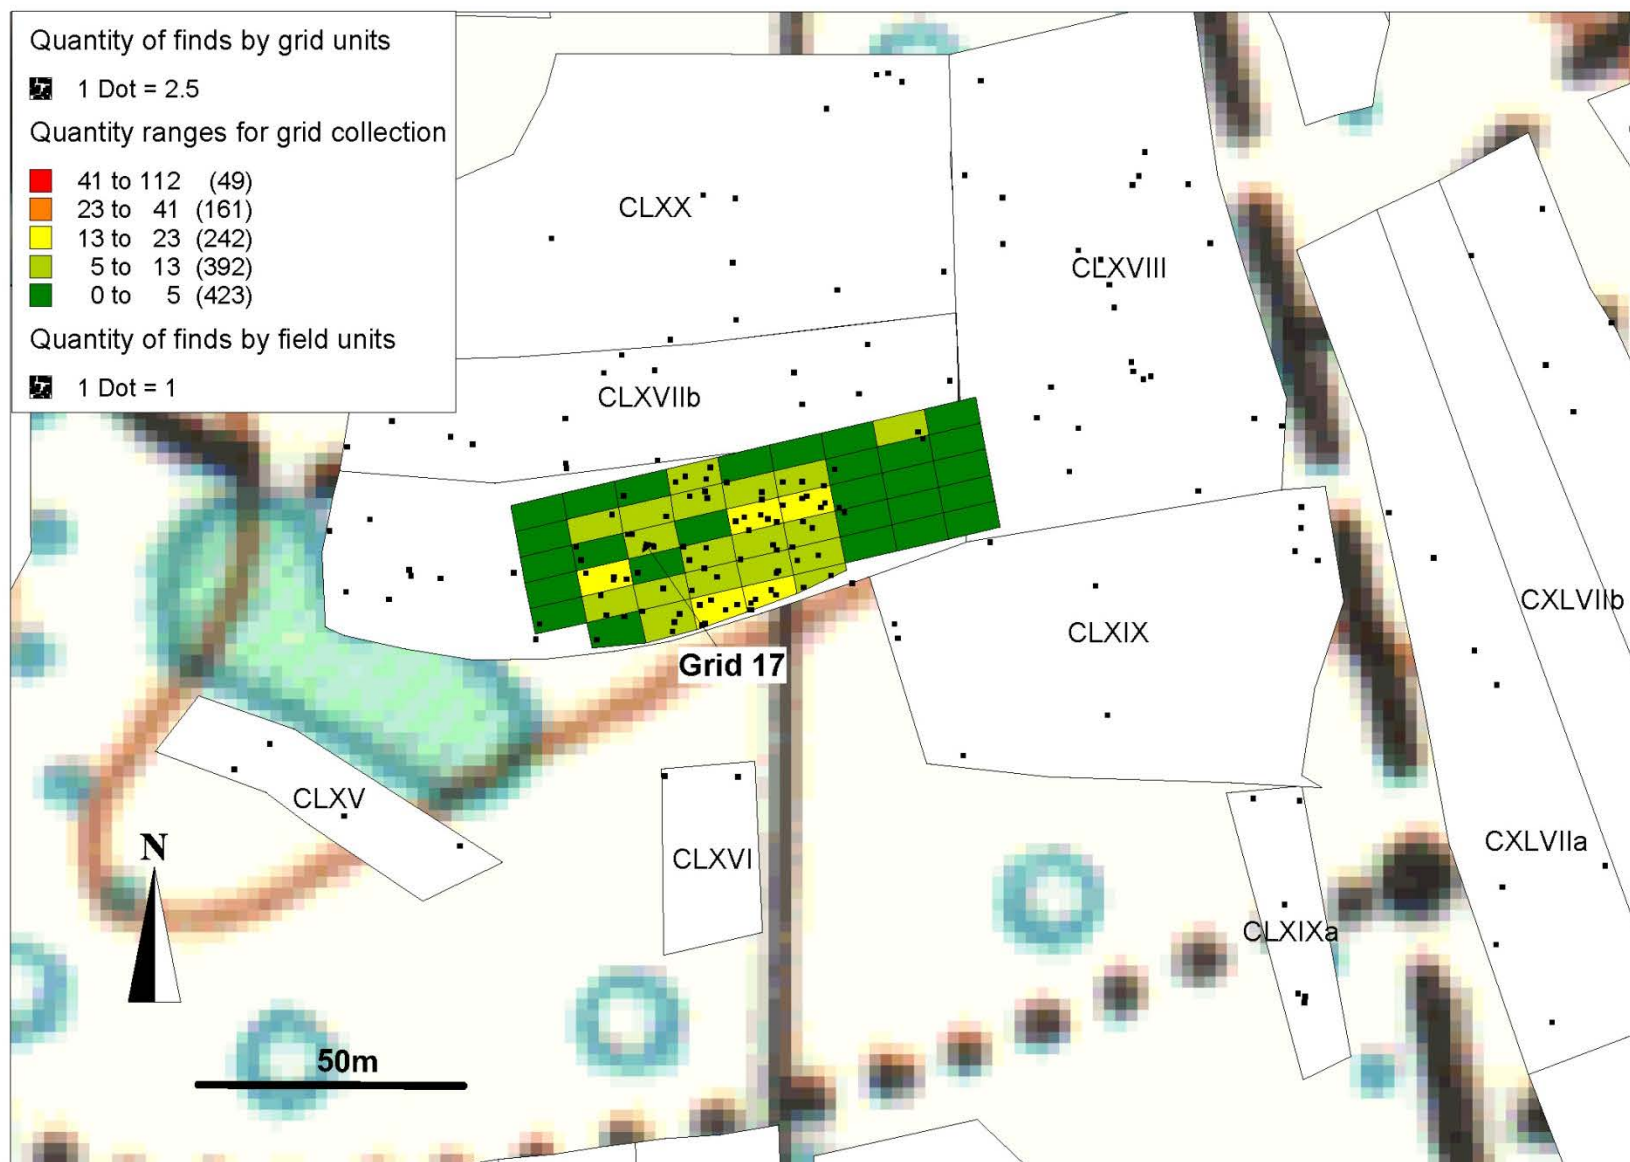 Quantity of finds by grid units
1 Dot = 2.5
Quantity ranges for grid collection
41 to 112 (49)
23 to 41 (161)
13 to 23 (242)
5 to 13 (392)
0 to 5 (423)
Quantity of finds by field units
1 Dot = 1
CLXX
CLXVIII
CLXVIIb
CXLVIIb
CLXIX
Grid 17
CLXV
CXLVIIa
N
CLXVI
CLXIXa
50m